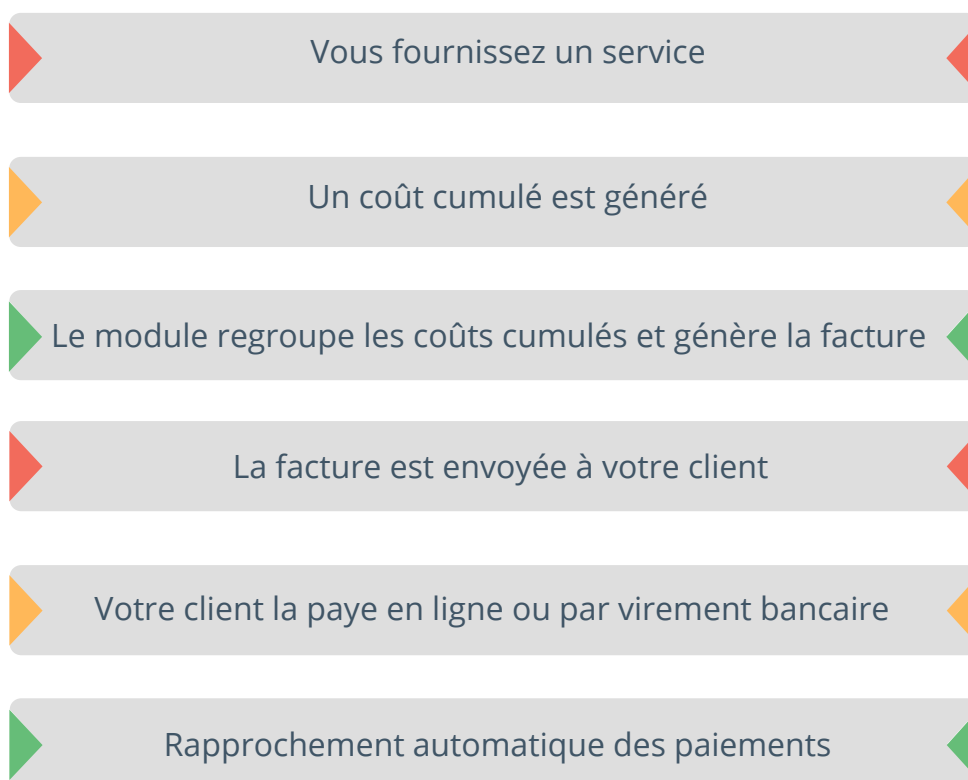 Vous fournissez un service
Un coût cumulé est généré
Le module regroupe les coûts cumulés et génère la facture
La facture est envoyée à votre client
Votre client la paye en ligne ou par virement bancaire
Rapprochement automatique des paiements